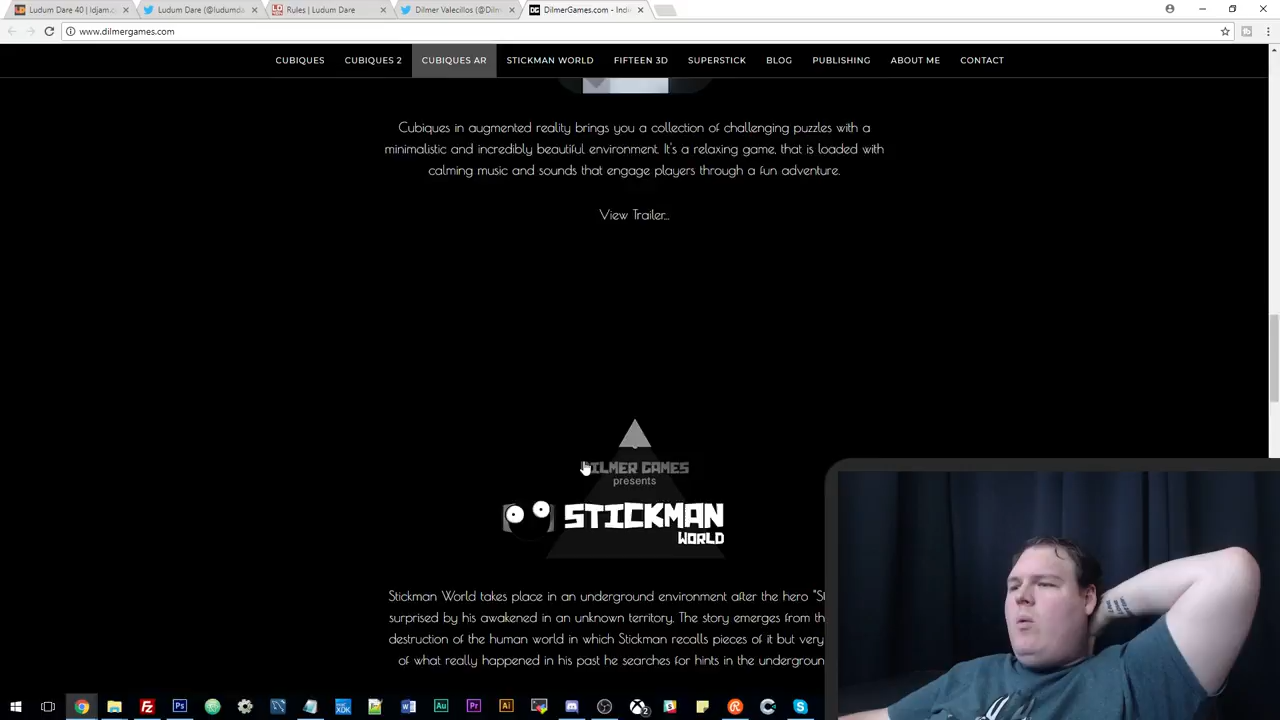 Ludum Dare 40 | ldjam.c
Ludum Dare (@ludumda
Rules | Ludum Dare
Dilmer Valecillos (@Dilm
DilmerGames.com - Indi
www.dilmergames.com
CUBIQUES
CUBIQUES 2
CUBIQUES AR
STICKMAN WORLD
FIFTEEN 3D
SUPERSTICK
BLOG
PUBLISHING
ABOUT ME
CONTACT
Cubiques in augmented reality brings you a collection of challenging puzzles with a
minimalistic and incredibly beautiful environment. It's a relaxing game, that is loaded with
calming music and sounds that engage players through a fun adventure.
View Trailer...
DILMER GAMES
presents
STICKMAN
WORLD
Stickman World takes place in an underground environment after the hero "St
surprised by his awakened in an unknown territory. The story emerges from th
destruction of the human world in which Stickman recalls pieces of it but very
of what really happened in his past he searches for hints in the undergroun